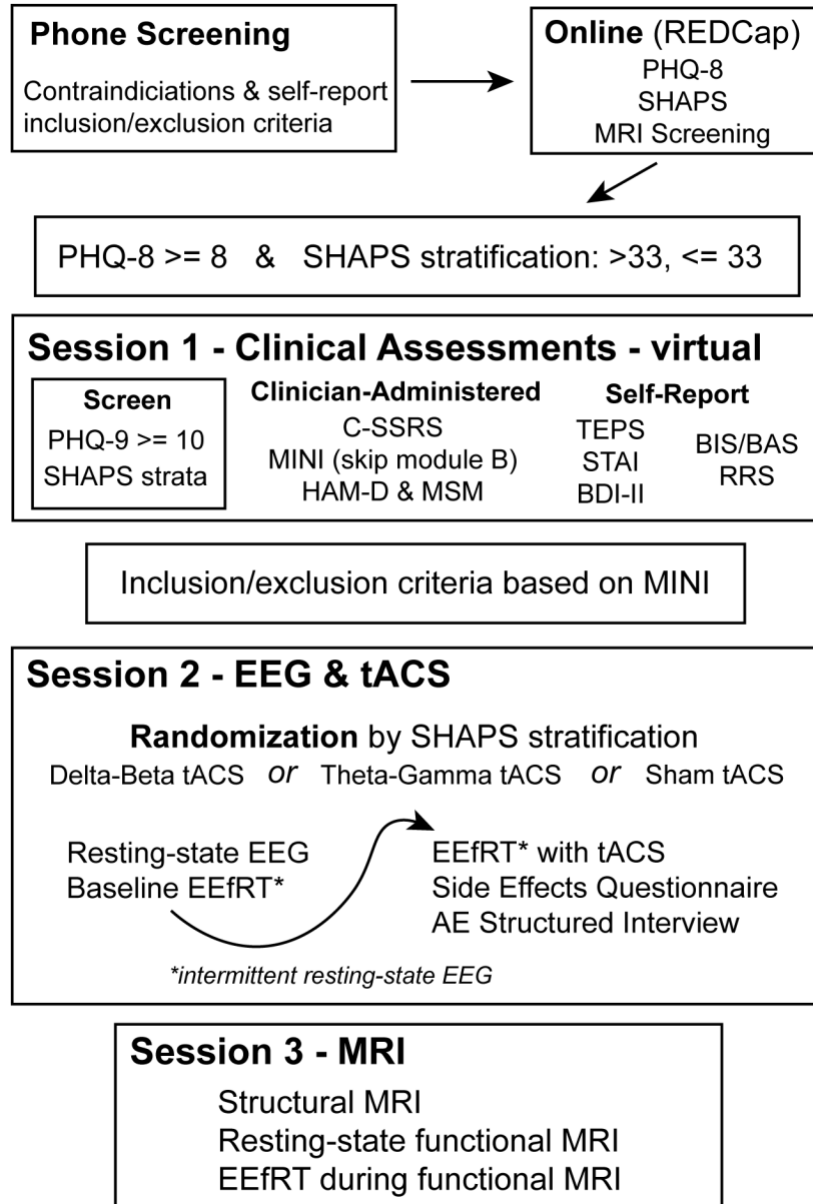 Phone Screening
Contraindiciations & self-report
inclusion/exclusion criteria
Online (REDCap)
PHQ-8
SHAPS
MRI Screening
PHQ-8 >= 8 & SHAPS stratification: >33, <= 33
Session 1 - Clinical Assessments - virtual
Screen
PHQ-9 >= 10
SHAPS strata
Clinician-Administered
C-SSRS
MINI (skip module B)
HAM-D & MSM
Self-Report
TEPS
STAI
BDI-II
BIS/BAS
RRS
Inclusion/exclusion criteria based on MINI
Session 2 - EEG & tACS
Randomization by SHAPS stratification
Delta-Beta tACS or Theta-Gamma tACS or Sham tACS
Resting-state EEG
Baseline EEfRT*
EEfRT* with tACS
Side Effects Questionnaire
AE Structured Interview
*intermittent resting-state EEG
Session 3 - MRI
Structural MRI
Resting-state functional MRI
EEfRT during functional MRI